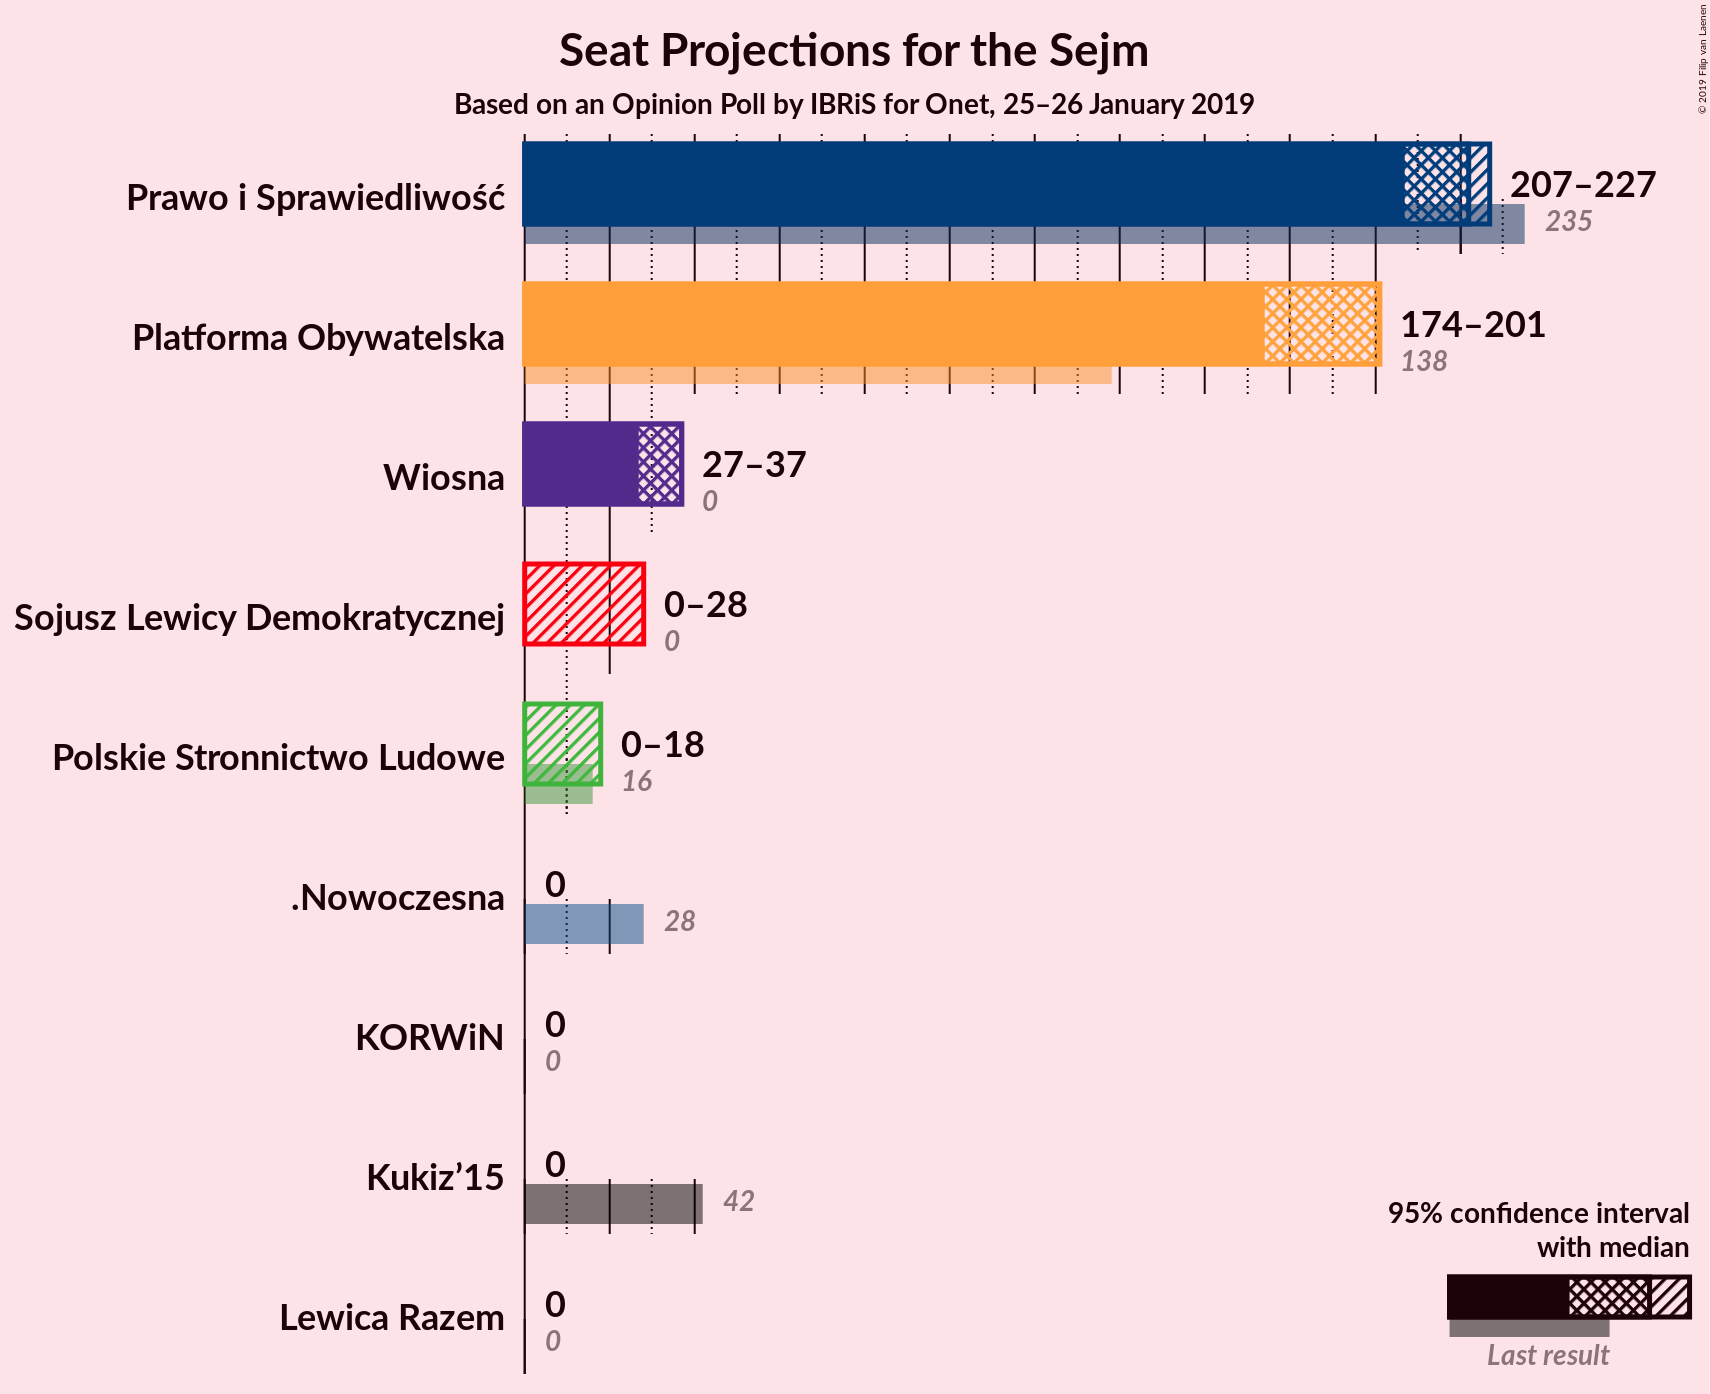 Seat Projections for the Sejm
Based on an Opinion Poll by IBRiS for Onet, 25–26 January 2019
© 2019 Filip van Laenen
Prawo i Sprawiedliwość
207–227
235
Platforma Obywatelska
174–201
138
Wiosna
27–37
0
Sojusz Lewicy Demokratycznej
0–28
0
Polskie Stronnictwo Ludowe
0–18
16
.Nowoczesna
0
28
KORWiN
0
0
Kukiz’15
0
42
Lewica Razem
0
0
95% confidence interval
with median
Last result